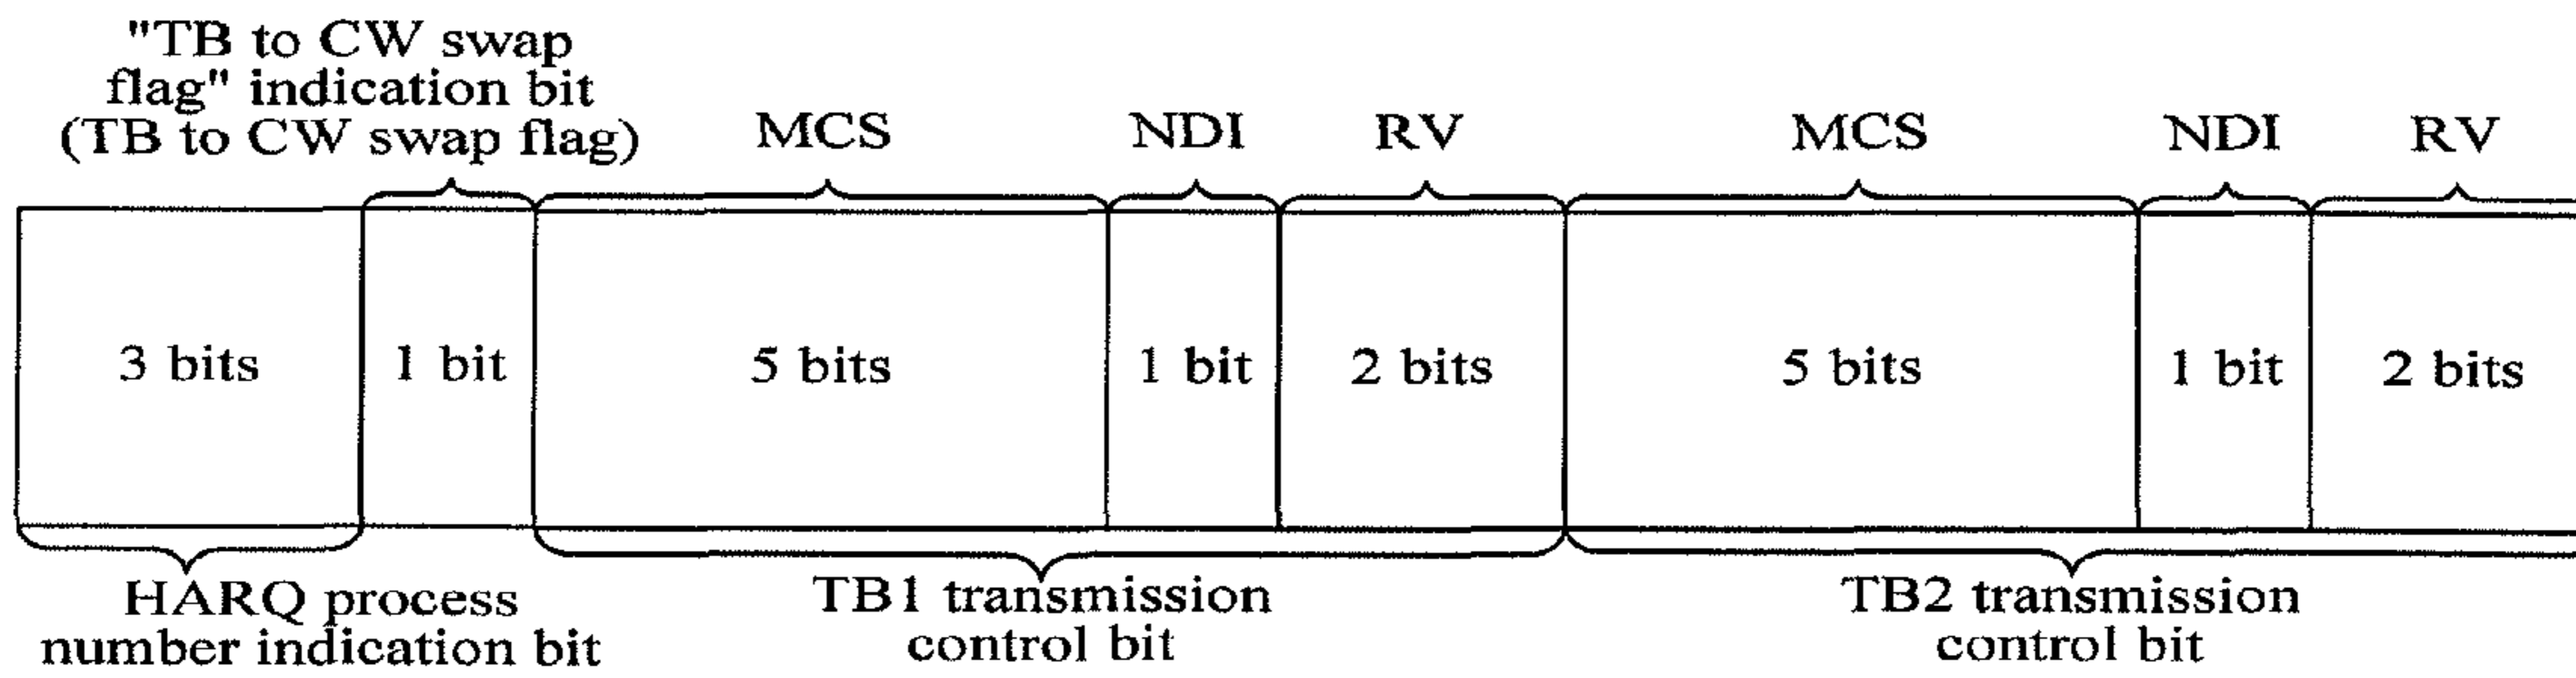 "TB to CW swap
flag" indication bit
(TB to CW swap flag)
MCS
NDI
RV
MCS
NDI
RV
3 bits
1 bit
5 bits
1 bit
2 bits
5 bits
1 bit
2 bits
HARQ process
number indication bit
TB1 transmission
control bit
TB2 transmission
control bit